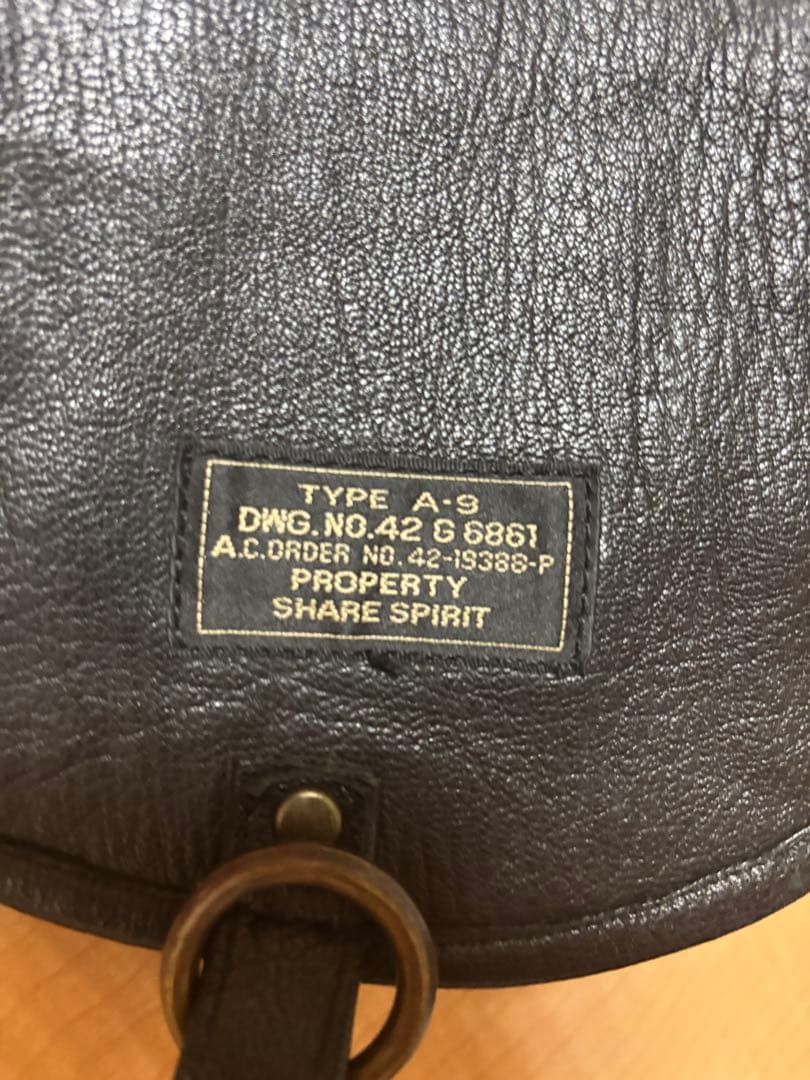 TYPE A-9
DWG.NO.42 G 6861
A.C.ORDER NO.42-19388-P
PROPERTY
SHARE SPIRIT